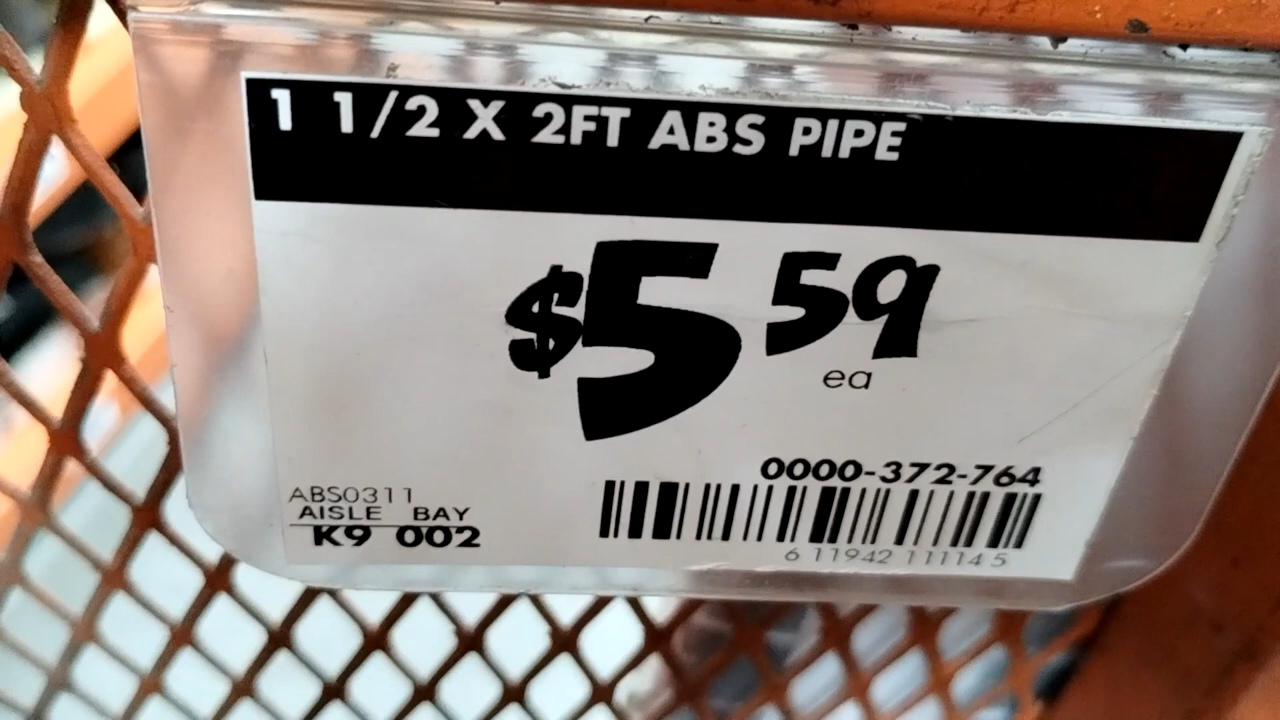 1 1/2 X 2FT ABS PIPE
$5 59
ea
0000-372-764
ABS0311
AISLE BAY
K9 002
6 11942 11114 5